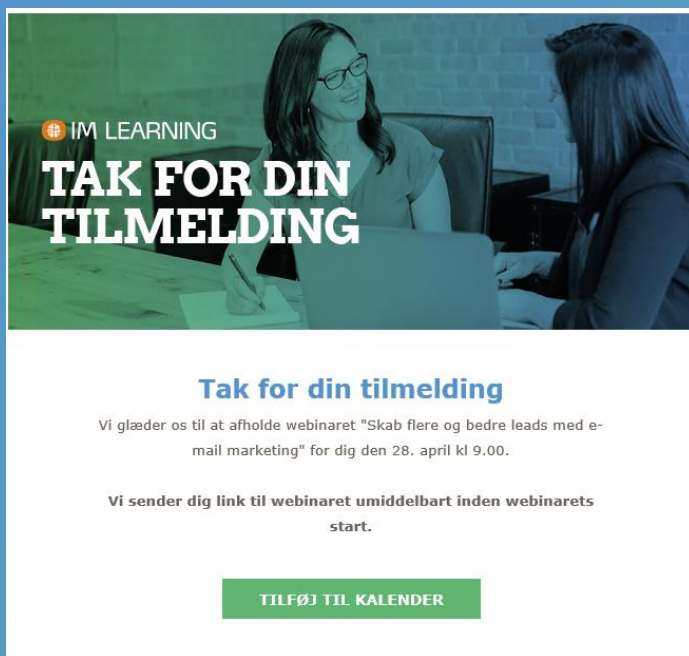 IM LEARNING
TAK FOR DIN
TILMELDING
Tak for din tilmelding
Vi glæder os til at afholde webinaret "Skab flere og bedre leads med e-
mail marketing" for dig den 28. april kl 9.00.
Vi sender dig link til webinaret umiddelbart inden webinarets
start.
TILFØJ TIL KALENDER